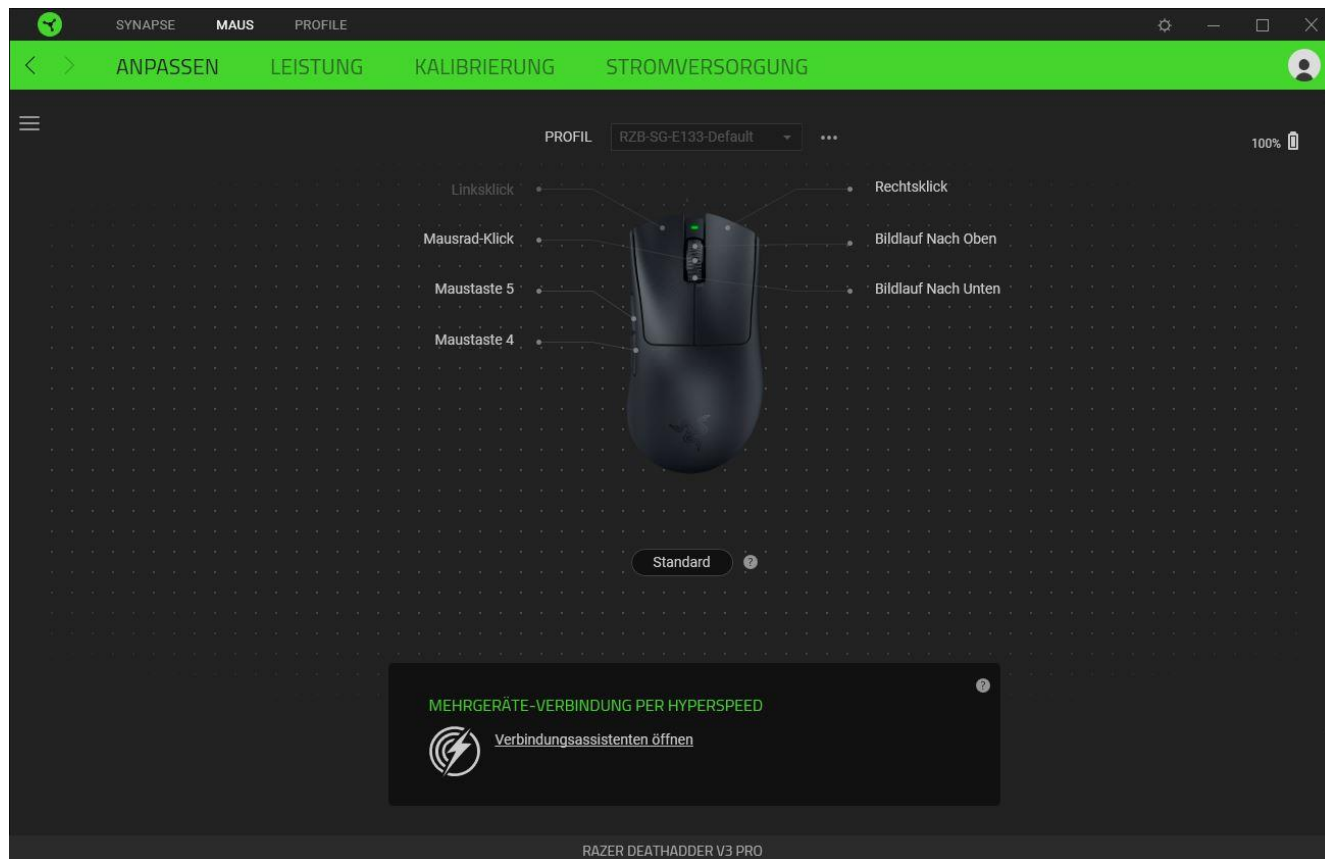 SYNAPSE MAUS PROFILE
ANPASSEN LEISTUNG KALIBRIERUNG STROMVERSORGUNG
PROFIL RZB-SG-E133-Default
100%
Linksklick Rechtsklick
Mausrad-Klick Bildlauf Nach Oben
Maustaste 5 Bildlauf Nach Unten
Maustaste 4
Standard ?
?
MEHRGERÄTE-VERBINDUNG PER HYPERSPEED
Verbindungsassistenten öffnen
RAZER DEATHADDER V3 PRO